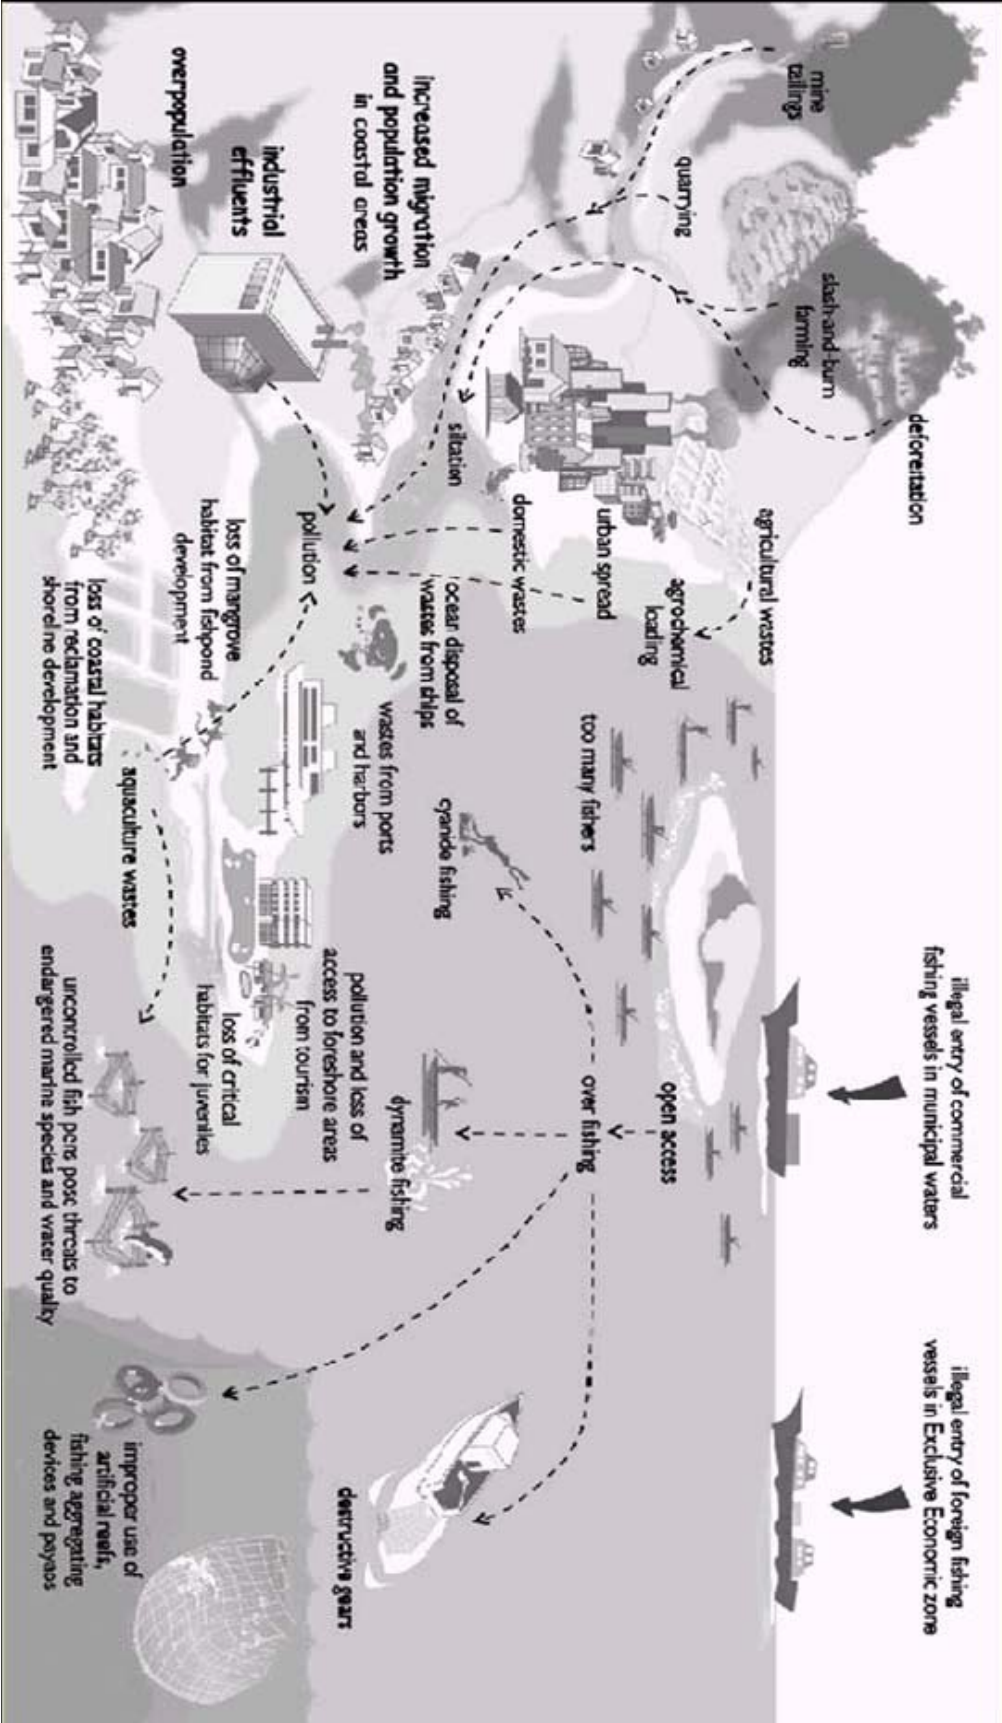 deforestation
mine
tailings
slash-and-burn
farming
quarrying
increased migration
and population growth
in coastal areas
industrial
effluents
overpopulation
siltation
agricultural wastes
agrochemical
loading
urban spread
domestic wastes
ocean disposal of
wastes from ships
pollution
loss of mangrove
habitat from fishpond
development
loss of coastal habitats
from reclamation and
shoreline development
too many fishers
cyanide fishing
wastes from ports
and harbors
aquaculture wastes
illegal entry of commercial
fishing vessels in municipal waters
open access
over fishing
dynamite fishing
pollution and loss of
access to foreshore areas
from tourism
loss of critical
habitats for juveniles
uncontrolled fish pens pose threats to
endangered marine species and water quality
illegal entry of foreign fishing
vessels in Exclusive Economic zone
destructive gears
improper use of
artificial reefs,
fishing aggregating
devices and payaos